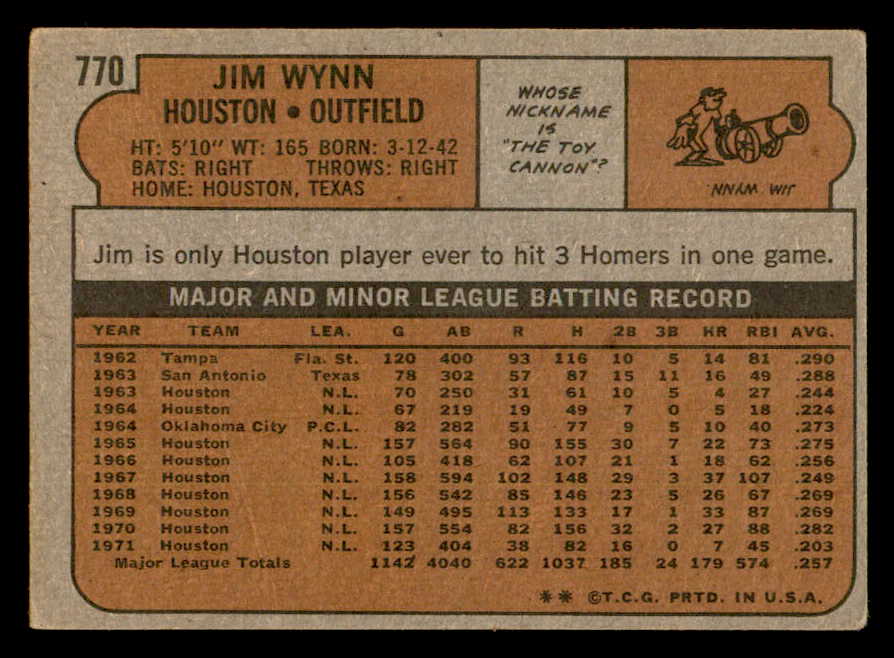 770
JIM WYNN
HOUSTON • OUTFIELD
HT: 5'10" WT: 165 BORN: 3-12-42
BATS: RIGHT THROWS: RIGHT
HOME: HOUSTON, TEXAS
WHOSE
NICKNAME
IS
"THE TOY
CANNON"?
JIM WYNN.
Jim is only Houston player ever to hit 3 Homers in one game.
MAJOR AND MINOR LEAGUE BATTING RECORD
YEAR TEAM LEA. G AB R H 2B 3B HR RBI AVG.
1962 Tampa Fla. St. 120 400 93 116 10 5 14 81 .290
1963 San Antonio Texas 78 302 57 87 15 11 16 49 .288
1963 Houston N.L. 70 250 31 61 10 5 4 27 .244
1964 Houston N.L. 67 219 19 49 7 0 5 18 .224
1964 Oklahoma City P.C.L. 82 282 51 77 9 5 10 40 .273
1965 Houston N.L. 157 564 90 155 30 7 22 73 .275
1966 Houston N.L. 105 418 62 107 21 1 18 62 .256
1967 Houston N.L. 158 594 102 148 29 3 37 107 .249
1968 Houston N.L. 156 542 85 146 23 5 26 67 .269
1969 Houston N.L. 149 495 113 133 17 1 33 87 .269
1970 Houston N.L. 157 554 82 156 32 2 27 88 .282
1971 Houston N.L. 123 404 38 82 16 0 7 45 .203
Major League Totals 1142 4040 622 1037 185 24 179 574 .257
** ©T.C.G. PRTD. IN U.S.A.